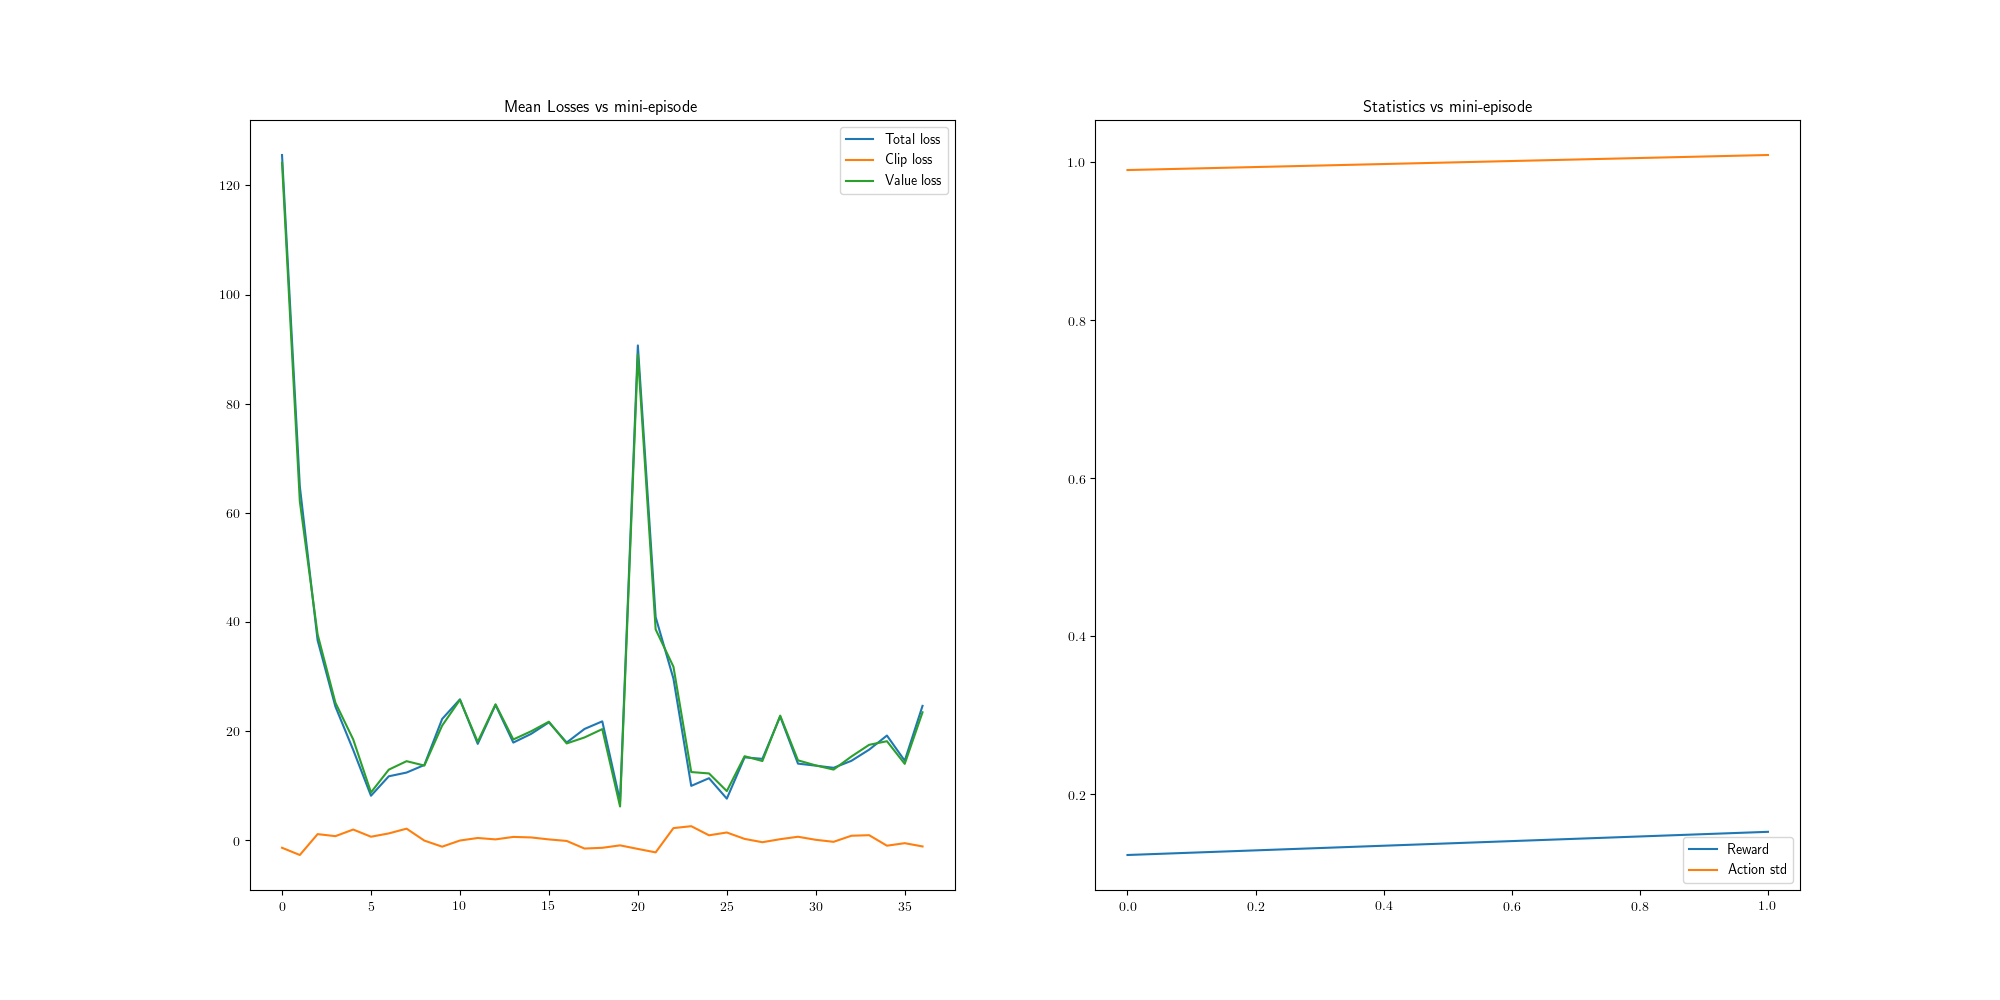 Mean Losses vs mini-episode
Total loss
Clip loss
Value loss
120
100
80
60
40
20
0
0 5 10 15 20 25 30 35
Statistics vs mini-episode
1.0
0.8
0.6
0.4
0.2
Reward
Action std
0.0 0.2 0.4 0.6 0.8 1.0